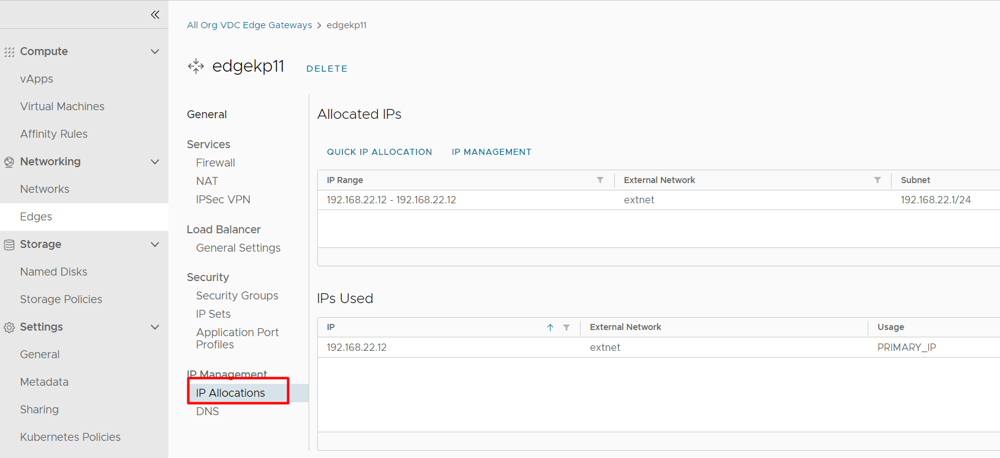 Compute
vApps
Virtual Machines
Affinity Rules
Networking
Networks
Edges
Storage
Named Disks
Storage Policies
Settings
General
Metadata
Sharing
Kubernetes Policies
All Org VDC Edge Gateways > edgekp11
edgekp11 DELETE
General
Services
Firewall
NAT
IPSec VPN
Load Balancer
General Settings
Security
Security Groups
IP Sets
Application Port
Profiles
IP Management
IP Allocations
DNS
Allocated IPs
QUICK IP ALLOCATION IP MANAGEMENT
IP Range External Network Subnet
192.168.22.12 - 192.168.22.12 extnet 192.168.22.1/24
IPs Used
IP External Network Usage
192.168.22.12 extnet PRIMARY_IP